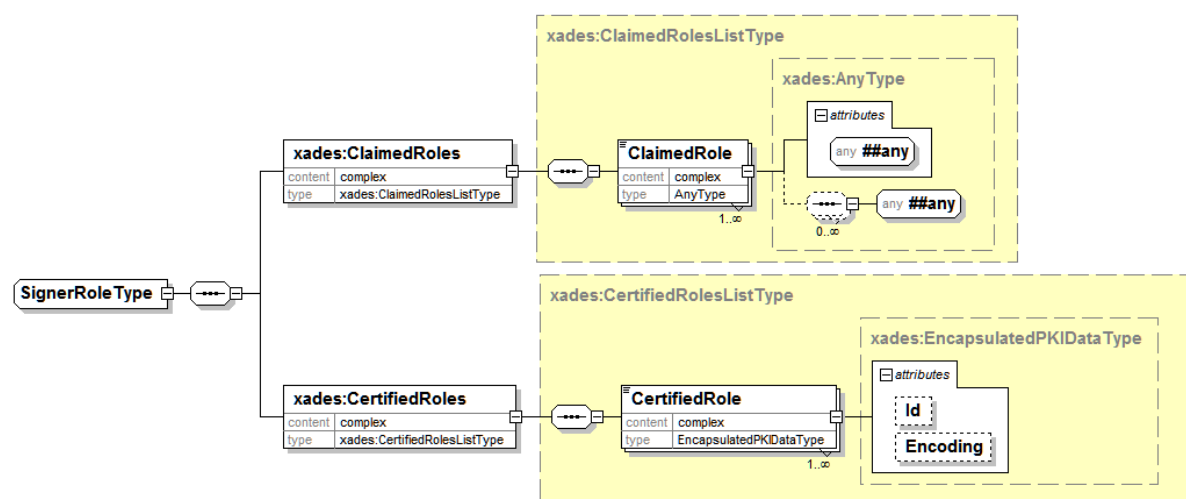 xades:ClaimedRolesListType
xades:AnyType
attributes
any ##any
xades:ClaimedRoles
content complex
type xades:ClaimedRolesListType
ClaimedRole
content complex
type AnyType
1..∞
any ##any
0..∞
SignerRoleType
xades:CertifiedRolesListType
xades:EncapsulatedPKIDataType
attributes
Id
Encoding
xades:CertifiedRoles
content complex
type xades:CertifiedRolesListType
CertifiedRole
content complex
type EncapsulatedPKIDataType
1..∞